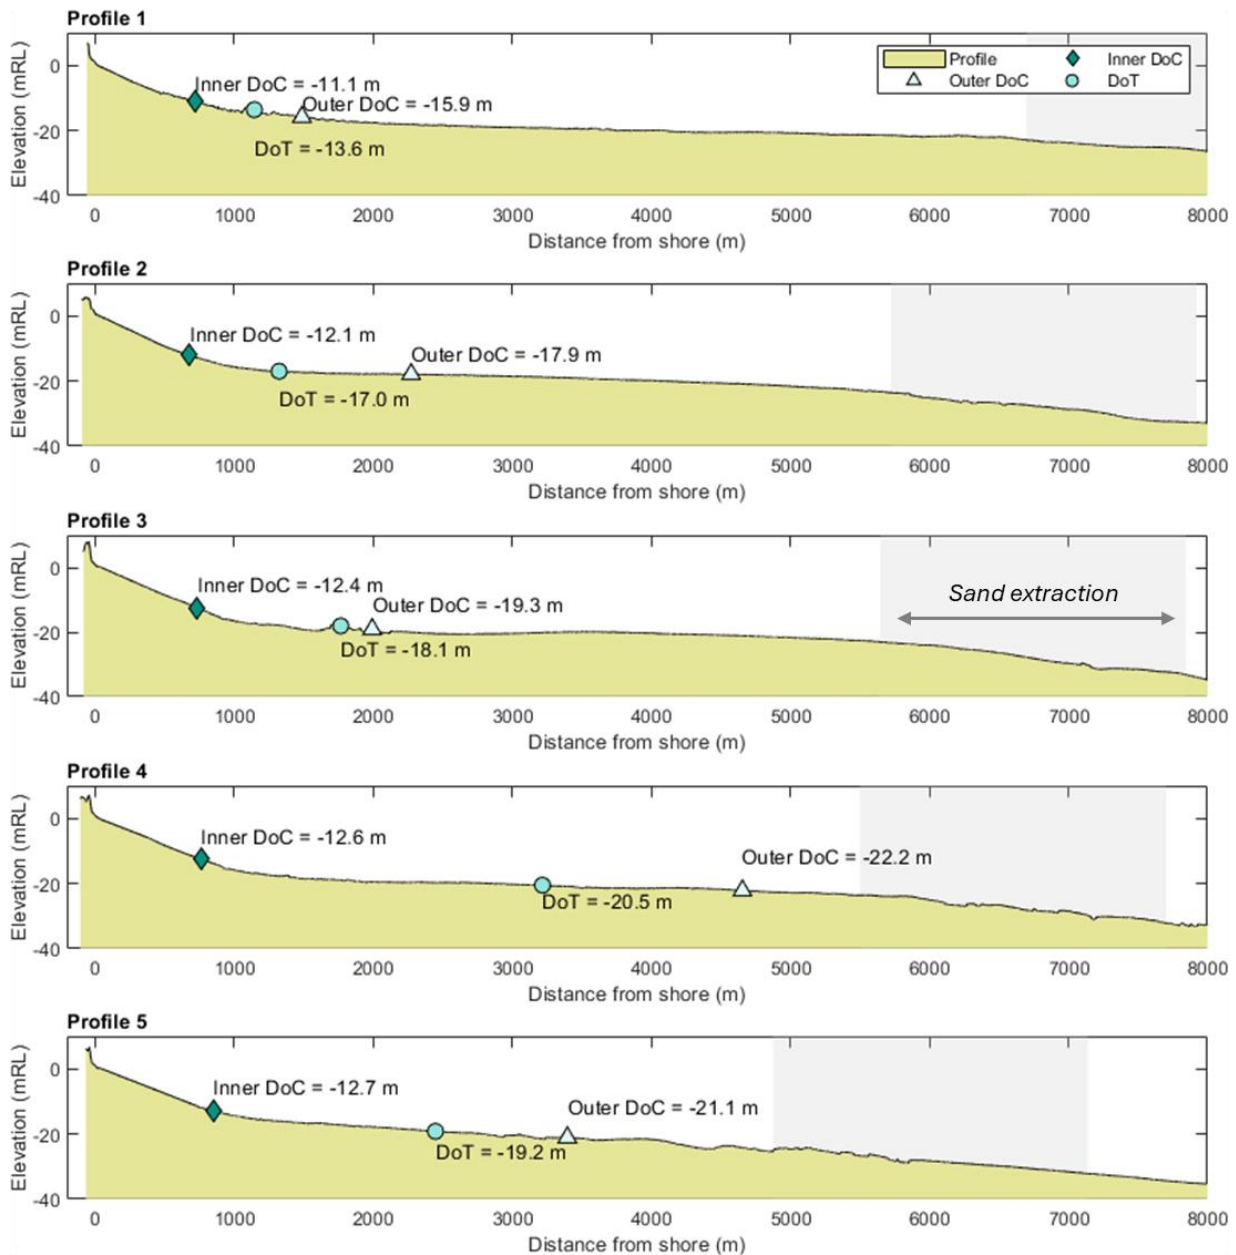 Profile 1
Elevation (mRL)
0
-20
-40
Inner DoC = -11.1 m
Outer DoC = -15.9 m
DoT = -13.6 m
Profile
Inner DoC
Outer DoC
DoT
0 1000 2000 3000 4000 5000 6000 7000 8000
Distance from shore (m)
Profile 2
Elevation (mRL)
0
-20
-40
Inner DoC = -12.1 m
Outer DoC = -17.9 m
DoT = -17.0 m
0 1000 2000 3000 4000 5000 6000 7000 8000
Distance from shore (m)
Profile 3
Elevation (mRL)
0
-20
-40
Inner DoC = -12.4 m
Outer DoC = -19.3 m
DoT = -18.1 m
Sand extraction
0 1000 2000 3000 4000 5000 6000 7000 8000
Distance from shore (m)
Profile 4
Elevation (mRL)
0
-20
-40
Inner DoC = -12.6 m
Outer DoC = -22.2 m
DoT = -20.5 m
0 1000 2000 3000 4000 5000 6000 7000 8000
Distance from shore (m)
Profile 5
Elevation (mRL)
0
-20
-40
Inner DoC = -12.7 m
Outer DoC = -21.1 m
DoT = -19.2 m
0 1000 2000 3000 4000 5000 6000 7000 8000
Distance from shore (m)